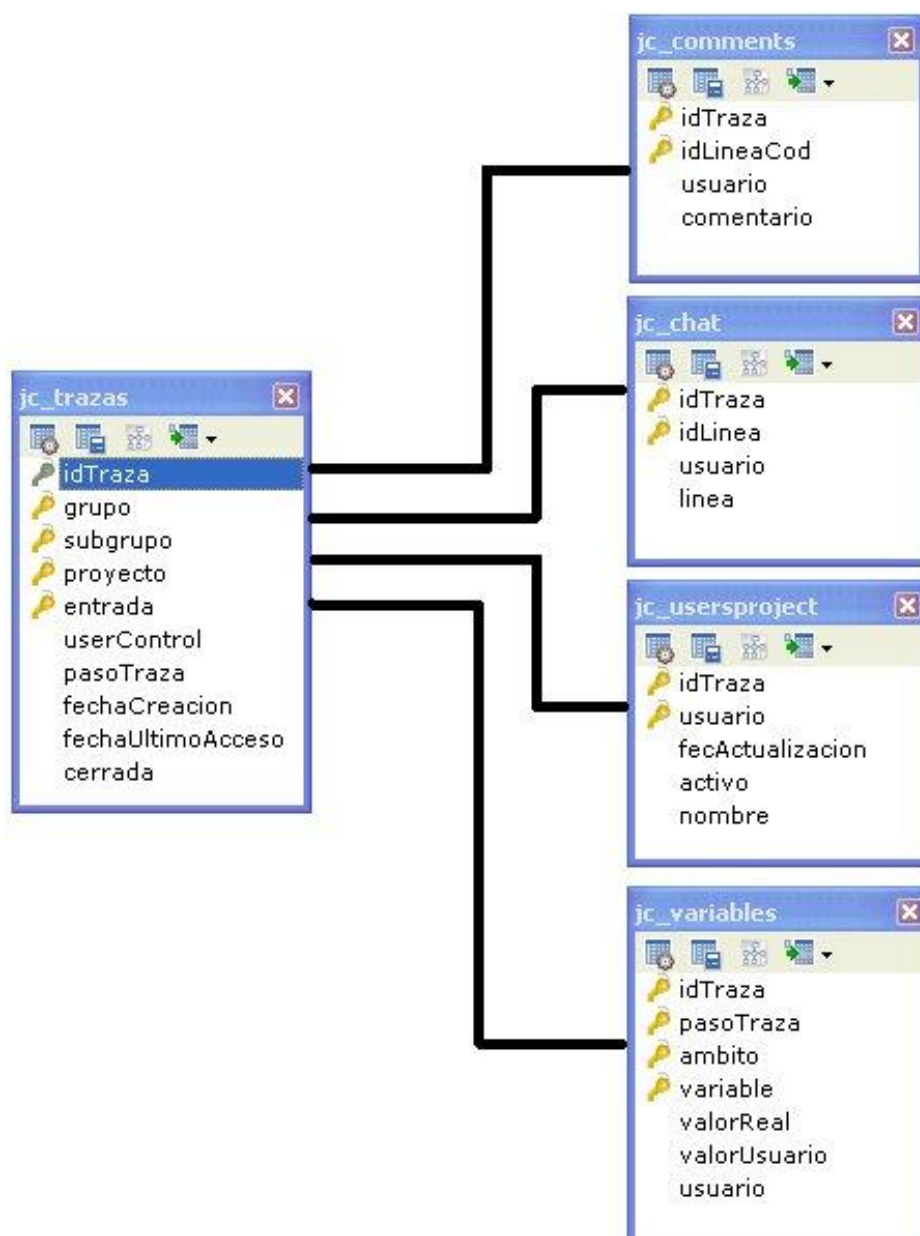 jc_trazas
idTraza
grupo
subgrupo
proyecto
entrada
userControl
pasoTraza
fechaCreacion
fechaUltimoAcceso
cerrada
jc_comments
idTraza
idLineaCod
usuario
comentario
jc_chat
idTraza
idLinea
usuario
linea
jc_usersproject
idTraza
usuario
fecActualizacion
activo
nombre
jc_variables
idTraza
pasoTraza
ambito
variable
valorReal
valorUsuario
usuario